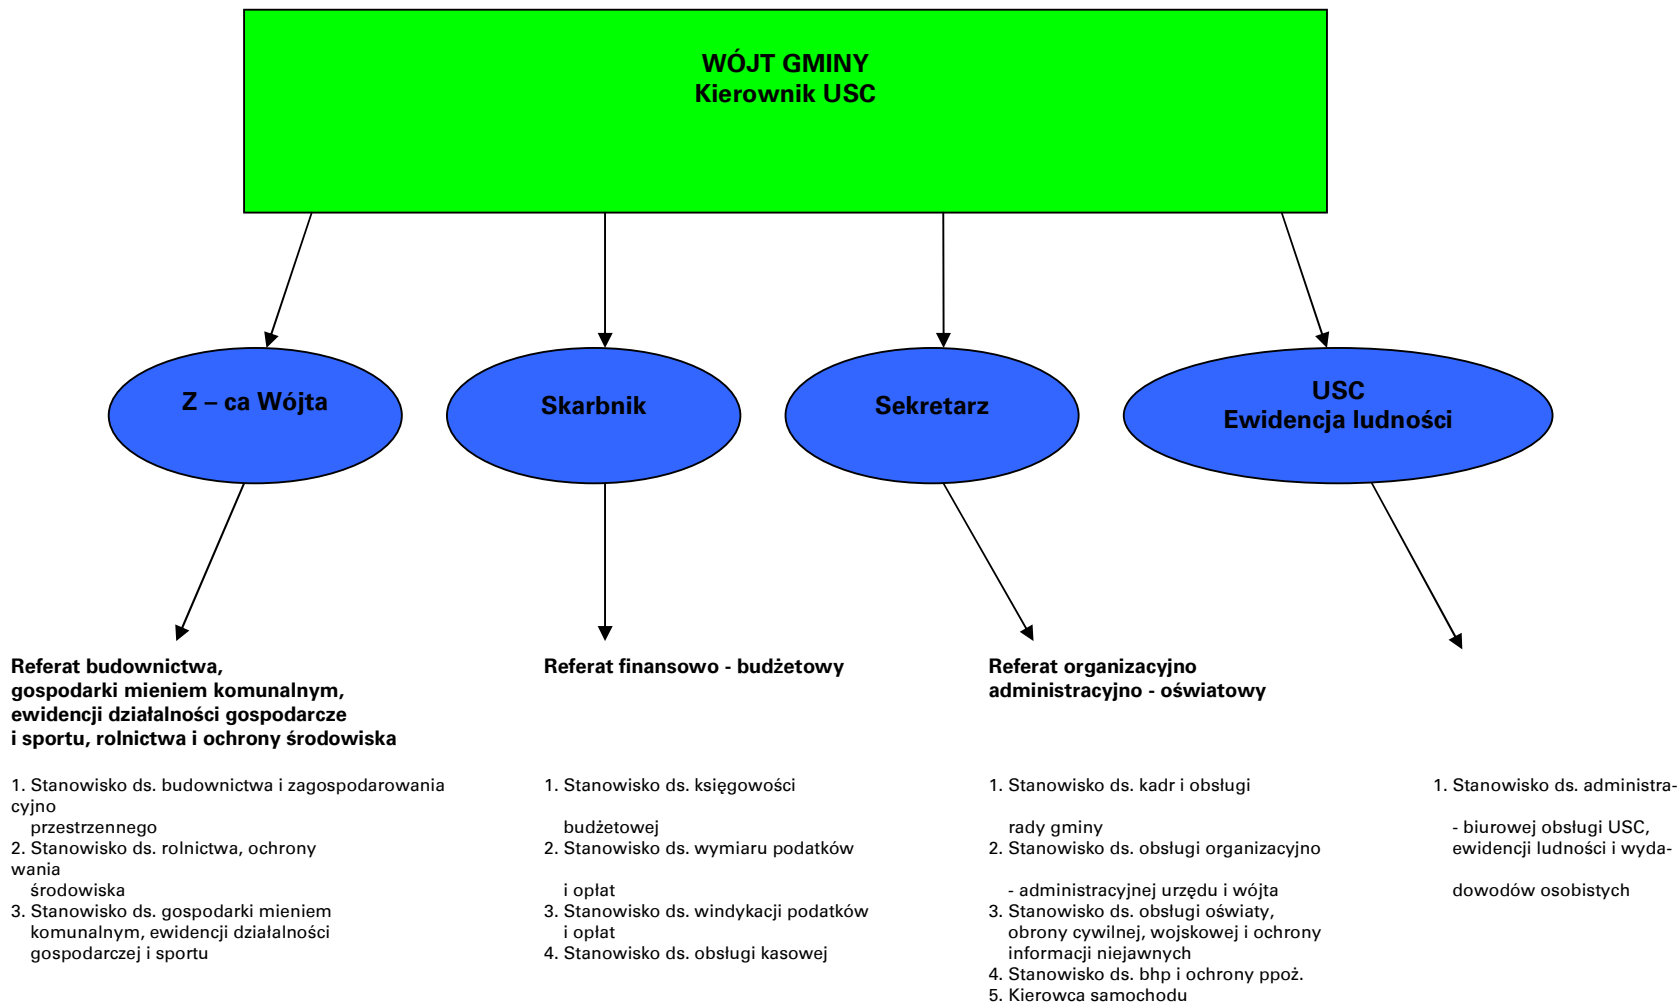 WÓJT GMINY
Kierownik USC
Z – ca Wójta
Skarbnik
Sekretarz
USC
Ewidencja ludności
Referat budownictwa,
gospodarki mieniem komunalnym,
ewidencji działalności gospodarcze
i sportu, rolnictwa i ochrony środowiska
1. Stanowisko ds. budownictwa i zagospodarowania
cyjno
przestrzennego
2. Stanowisko ds. rolnictwa, ochrony
wania
środowiska
3. Stanowisko ds. gospodarki mieniem
komunalnym, ewidencji działalności
gospodarczej i sportu
Referat finansowo - budżetowy
1. Stanowisko ds. księgowości
budżetowej
2. Stanowisko ds. wymiaru podatków
i opłat
3. Stanowisko ds. windykacji podatków
i opłat
4. Stanowisko ds. obsługi kasowej
Referat organizacyjno
administracyjno - oświatowy
1. Stanowisko ds. kadr i obsługi
rady gminy
2. Stanowisko ds. obsługi organizacyjno
- administracyjnej urzędu i wójta
3. Stanowisko ds. obsługi oświaty,
obrony cywilnej, wojskowej i ochrony
informacji niejawnych
4. Stanowisko ds. bhp i ochrony ppoż.
5. Kierowca samochodu
1. Stanowisko ds. administra-
- biurowej obsługi USC,
ewidencji ludności i wyda-
dowodów osobistych